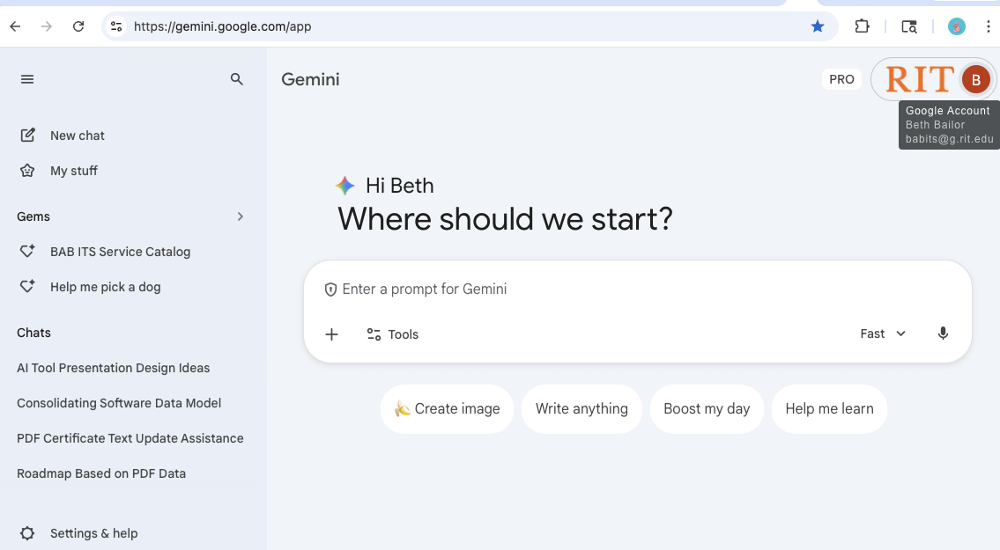 https://gemini.google.com/app
Gemini
PRO
RIT
B
Google Account
Beth Bailor
babits@g.rit.edu
New chat
My stuff
Gems
BAB ITS Service Catalog
Help me pick a dog
Chats
AI Tool Presentation Design Ideas
Consolidating Software Data Model
PDF Certificate Text Update Assistance
Roadmap Based on PDF Data
Settings & help
Hi Beth
Where should we start?
Enter a prompt for Gemini
Tools
Fast
Create image
Write anything
Boost my day
Help me learn